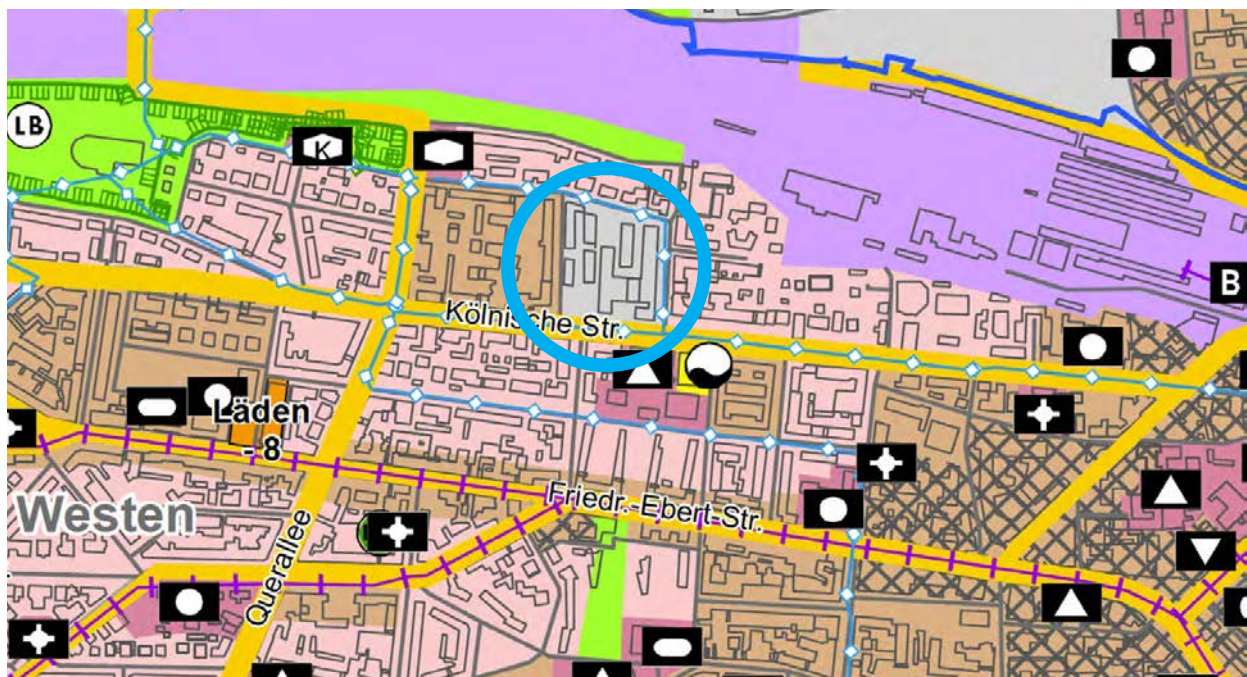 LB
K
Kölnische Str.
B
Läden
- 8
Westen
Friedr.-Ebert-Str.
Querallee